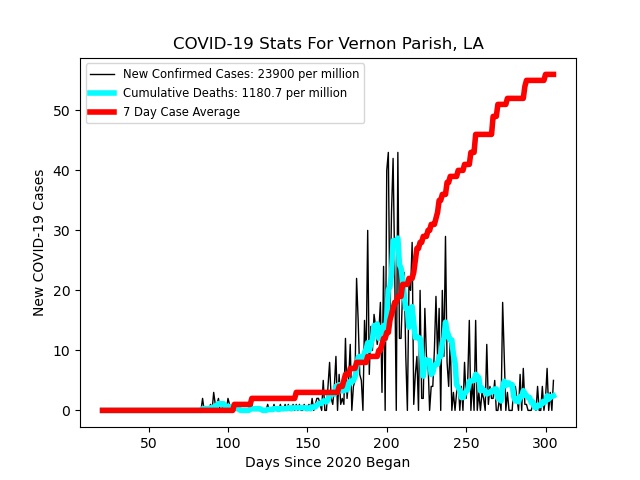 COVID-19 Stats For Vernon Parish, LA
New Confirmed Cases: 23900 per million
Cumulative Deaths: 1180.7 per million
7 Day Case Average
New COVID-19 Cases
50
40
30
20
10
0
50 100 150 200 250 300
Days Since 2020 Began